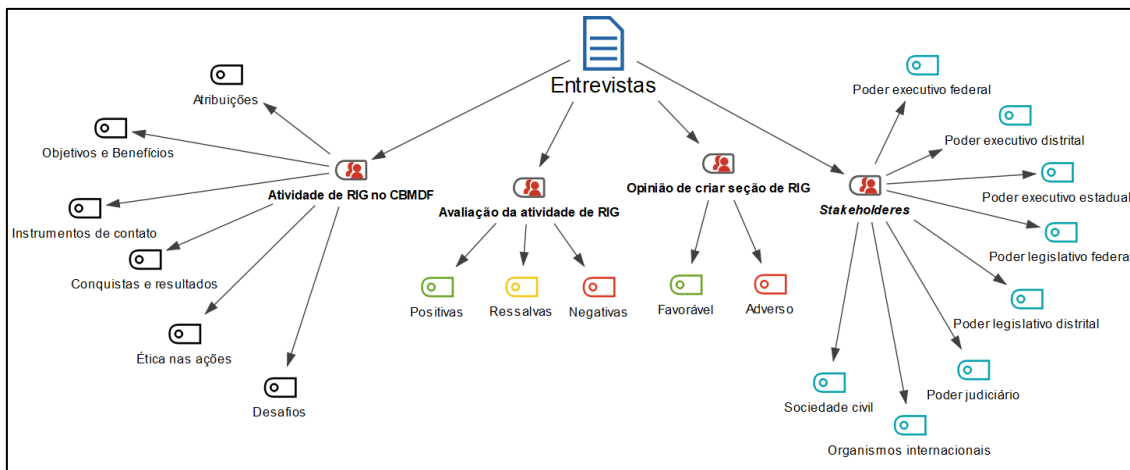 Entrevistas
Atribuições
Objetivos e Benefícios
Atividade de RIG no CBMDF
Instrumentos de contato
Conquistas e resultados
Ética nas ações
Desafios
Avaliação da atividade de RIG
Positivas
Ressalvas
Negativas
Opinião de criar seção de RIG
Favorável
Adverso
Stakeholderes
Poder executivo federal
Poder executivo distrital
Poder executivo estadual
Poder legislativo federal
Poder legislativo distrital
Poder judiciário
Organismos internacionais
Sociedade civil